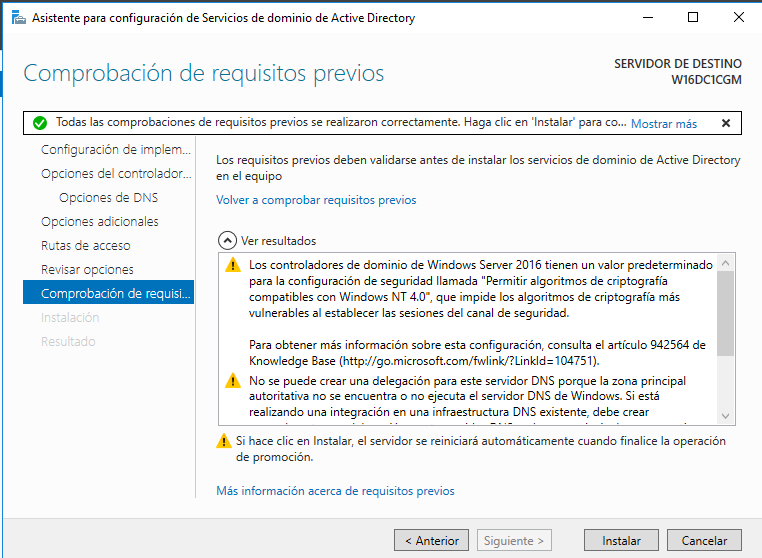 Asistente para configuración de Servicios de dominio de Active Directory
Comprobación de requisitos previos
SERVIDOR DE DESTINO
W16DC1CGM
Todas las comprobaciones de requisitos previos se realizaron correctamente. Haga clic en 'Instalar' para co... Mostrar más
Configuración de implem...
Opciones del controlador...
Opciones de DNS
Opciones adicionales
Rutas de acceso
Revisar opciones
Comprobación de requisi...
Instalación
Resultado
Los requisitos previos deben validarse antes de instalar los servicios de dominio de Active Directory
en el equipo
Volver a comprobar requisitos previos
Ver resultados
Los controladores de dominio de Windows Server 2016 tienen un valor predeterminado
para la configuración de seguridad llamada "Permitir algoritmos de criptografía
compatibles con Windows NT 4.0", que impide los algoritmos de criptografía más
vulnerables al establecer las sesiones del canal de seguridad.
Para obtener más información sobre esta configuración, consulta el artículo 942564 de
Knowledge Base (http://go.microsoft.com/fwlink/?LinkId=104751).
No se puede crear una delegación para este servidor DNS porque la zona principal
autoritativa no se encuentra o no ejecuta el servidor DNS de Windows. Si está
realizando una integración en una infraestructura DNS existente, debe crear
Si hace clic en Instalar, el servidor se reiniciará automáticamente cuando finalice la operación
de promoción.
Más información acerca de requisitos previos
< Anterior
Siguiente >
Instalar
Cancelar